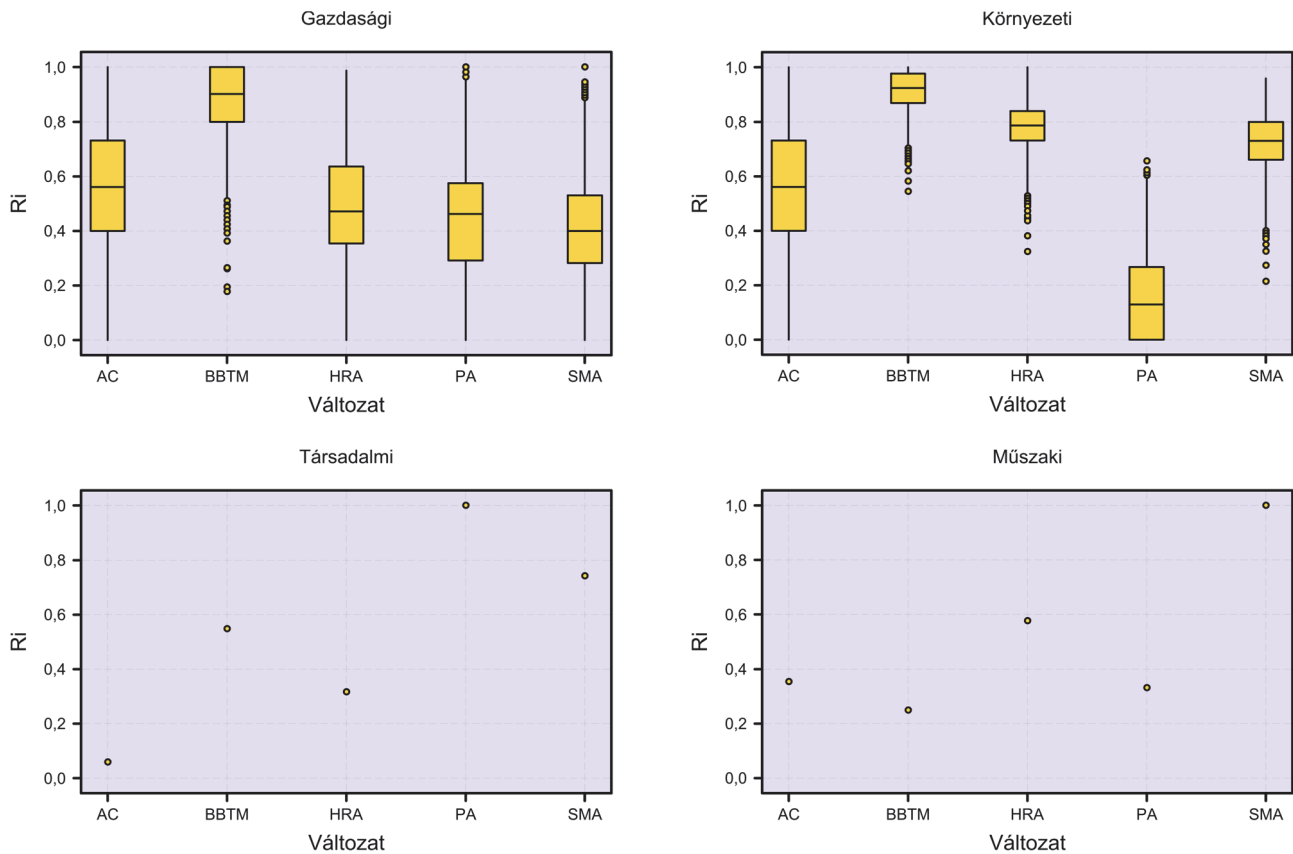 Gazdasági
Ri
1,0
0,8
0,6
0,4
0,2
0,0
AC BBTM HRA PA SMA
Változat
Környezeti
Ri
1,0
0,8
0,6
0,4
0,2
0,0
AC BBTM HRA PA SMA
Változat
Társadalmi
Ri
1,0
0,8
0,6
0,4
0,2
0,0
AC BBTM HRA PA SMA
Változat
Műszaki
Ri
1,0
0,8
0,6
0,4
0,2
0,0
AC BBTM HRA PA SMA
Változat